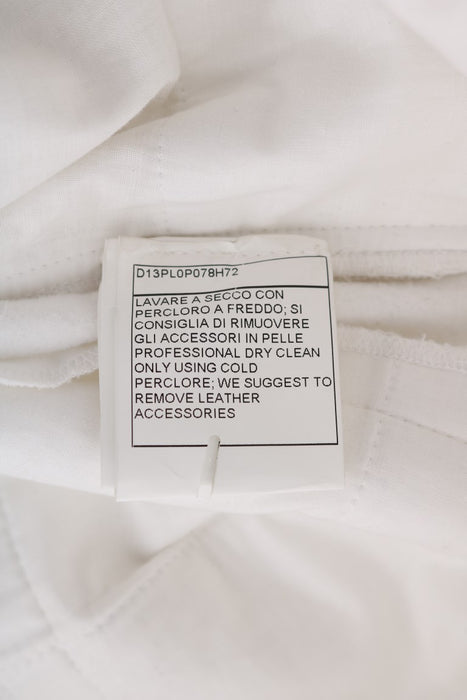 D13PL0P078H72
LAVARE A SECCO CON
PERCLORO A FREDDO; SI
CONSIGLIA DI RIMUOVERE
GLI ACCESSORI IN PELLE
PROFESSIONAL DRY CLEAN
ONLY USING COLD
PERCLORE; WE SUGGEST TO
REMOVE LEATHER
ACCESSORIES